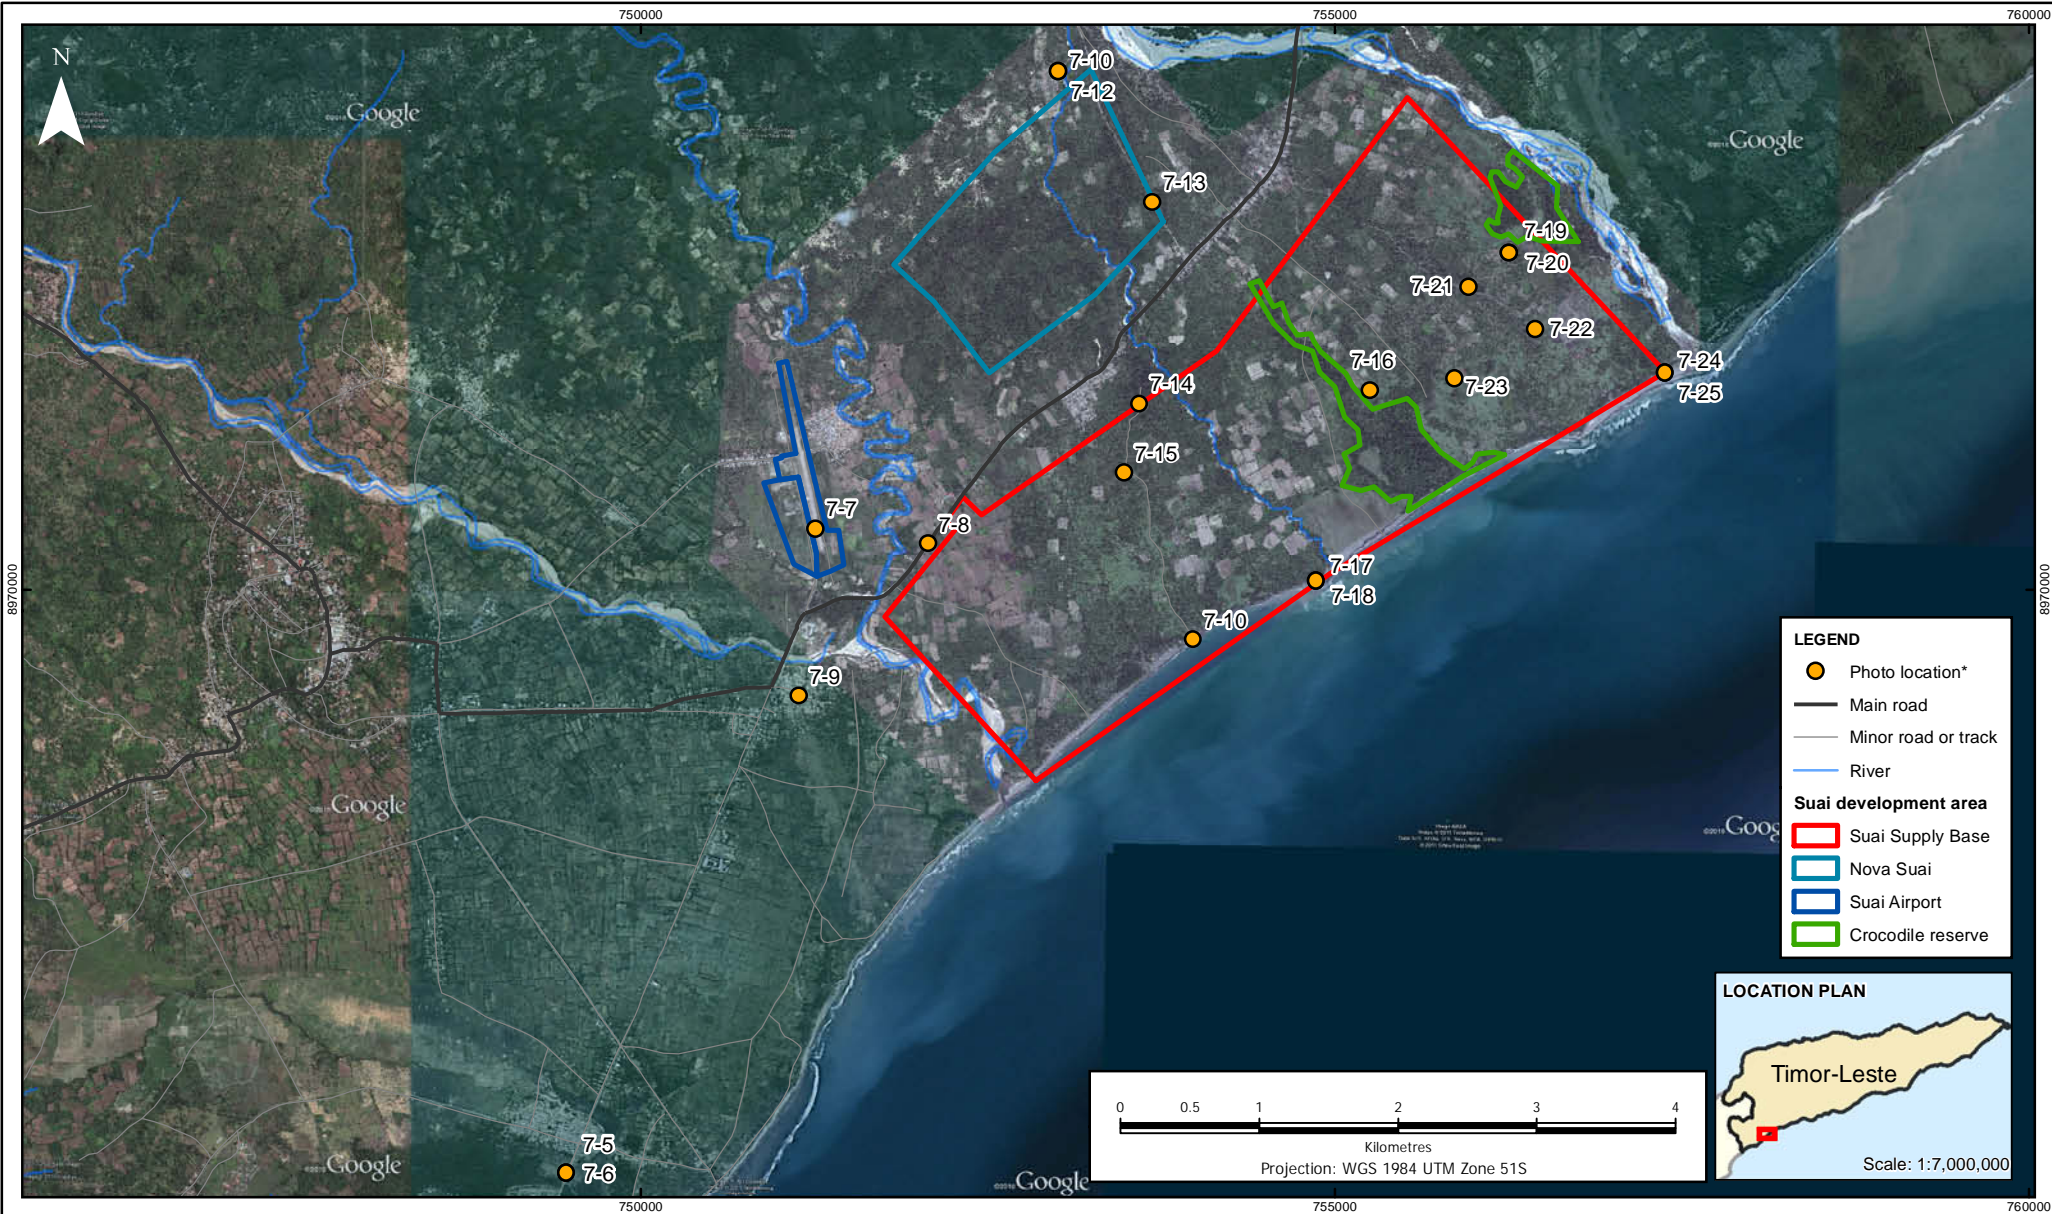 750000
755000
760000
N
Google
Google
7-10
7-12
7-13
7-19
7-20
7-21
7-22
7-16
7-23
7-24
7-25
7-14
7-15
7-7
7-8
7-17
7-18
7-10
7-9
8970000
8970000
Google
Goog
7-5
7-6
Google
Google
LEGEND
Photo location*
Main road
Minor road or track
River
Suai development area
Suai Supply Base
Nova Suai
Suai Airport
Crocodile reserve
LOCATION PLAN
Timor-Leste
Scale: 1:7,000,000
0 0.5 1 2 3 4
Kilometres
Projection: WGS 1984 UTM Zone 51S
750000
755000
760000